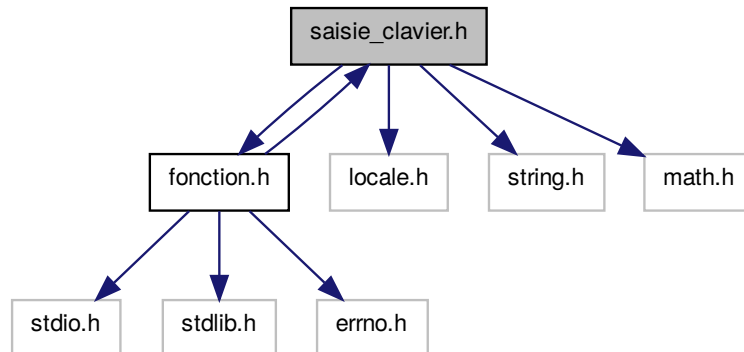 saisie_clavier.h
fonction.h
locale.h
string.h
math.h
stdio.h
stdlib.h
errno.h